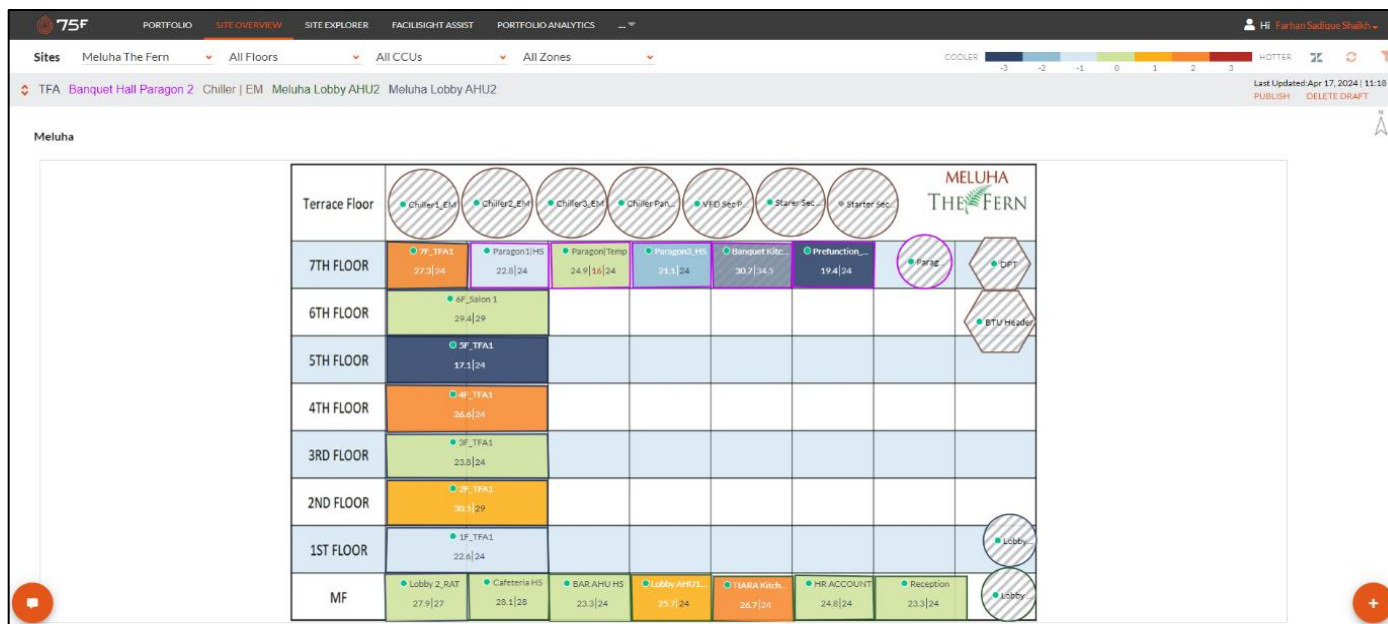 75F PORTFOLIO SITE OVERVIEW SITE EXPLORER FACILISIGHT ASSIST PORTFOLIO ANALYTICS ... Hi Farhan Sadique Shaikh
Sites Meluha The Fern All Floors All CCUs All Zones COOLER -3 -2 -1 0 1 2 3 HOTTER
TFA Banquet Hall Paragon 2 Chiller | EM Meluha Lobby AHU2 Meluha Lobby AHU2 Last Updated:Apr 17, 2024 | 11:18
PUBLISH DELETE DRAFT
N
Meluha
MELUHA
THE FERN
Terrace Floor Chiller1_EM Chiller2_EM Chiller3_EM Chiller Pan... VFD Sec P... Starer Sec... Starter Sec...
7TH FLOOR 7F_TFA1 Paragon1|HS Paragon|Temp Paragon3_HS Banquet Kitc... Prefunction_... Parag... DPT
27.3|24 22.8|24 24.9|16|24 21.1|24 30.7|34.5 19.4|24
6TH FLOOR 6F_Salon 1 BTU Header
29.4|29
5TH FLOOR 5F_TFA1
17.1|24
4TH FLOOR 4F_TFA1
26.6|24
3RD FLOOR 3F_TFA1
23.8|24
2ND FLOOR 2F_TFA1
30.5|29
1ST FLOOR 1F_TFA1 Lobby...
22.6|24
MF Lobby 2_RAT Cafeteria HS BAR AHU HS Lobby AHU1... TIARA Kitch... HR ACCOUNT Reception Lobby...
27.9|27 28.1|28 23.3|24 25.7|24 26.7|24 24.8|24 23.3|24